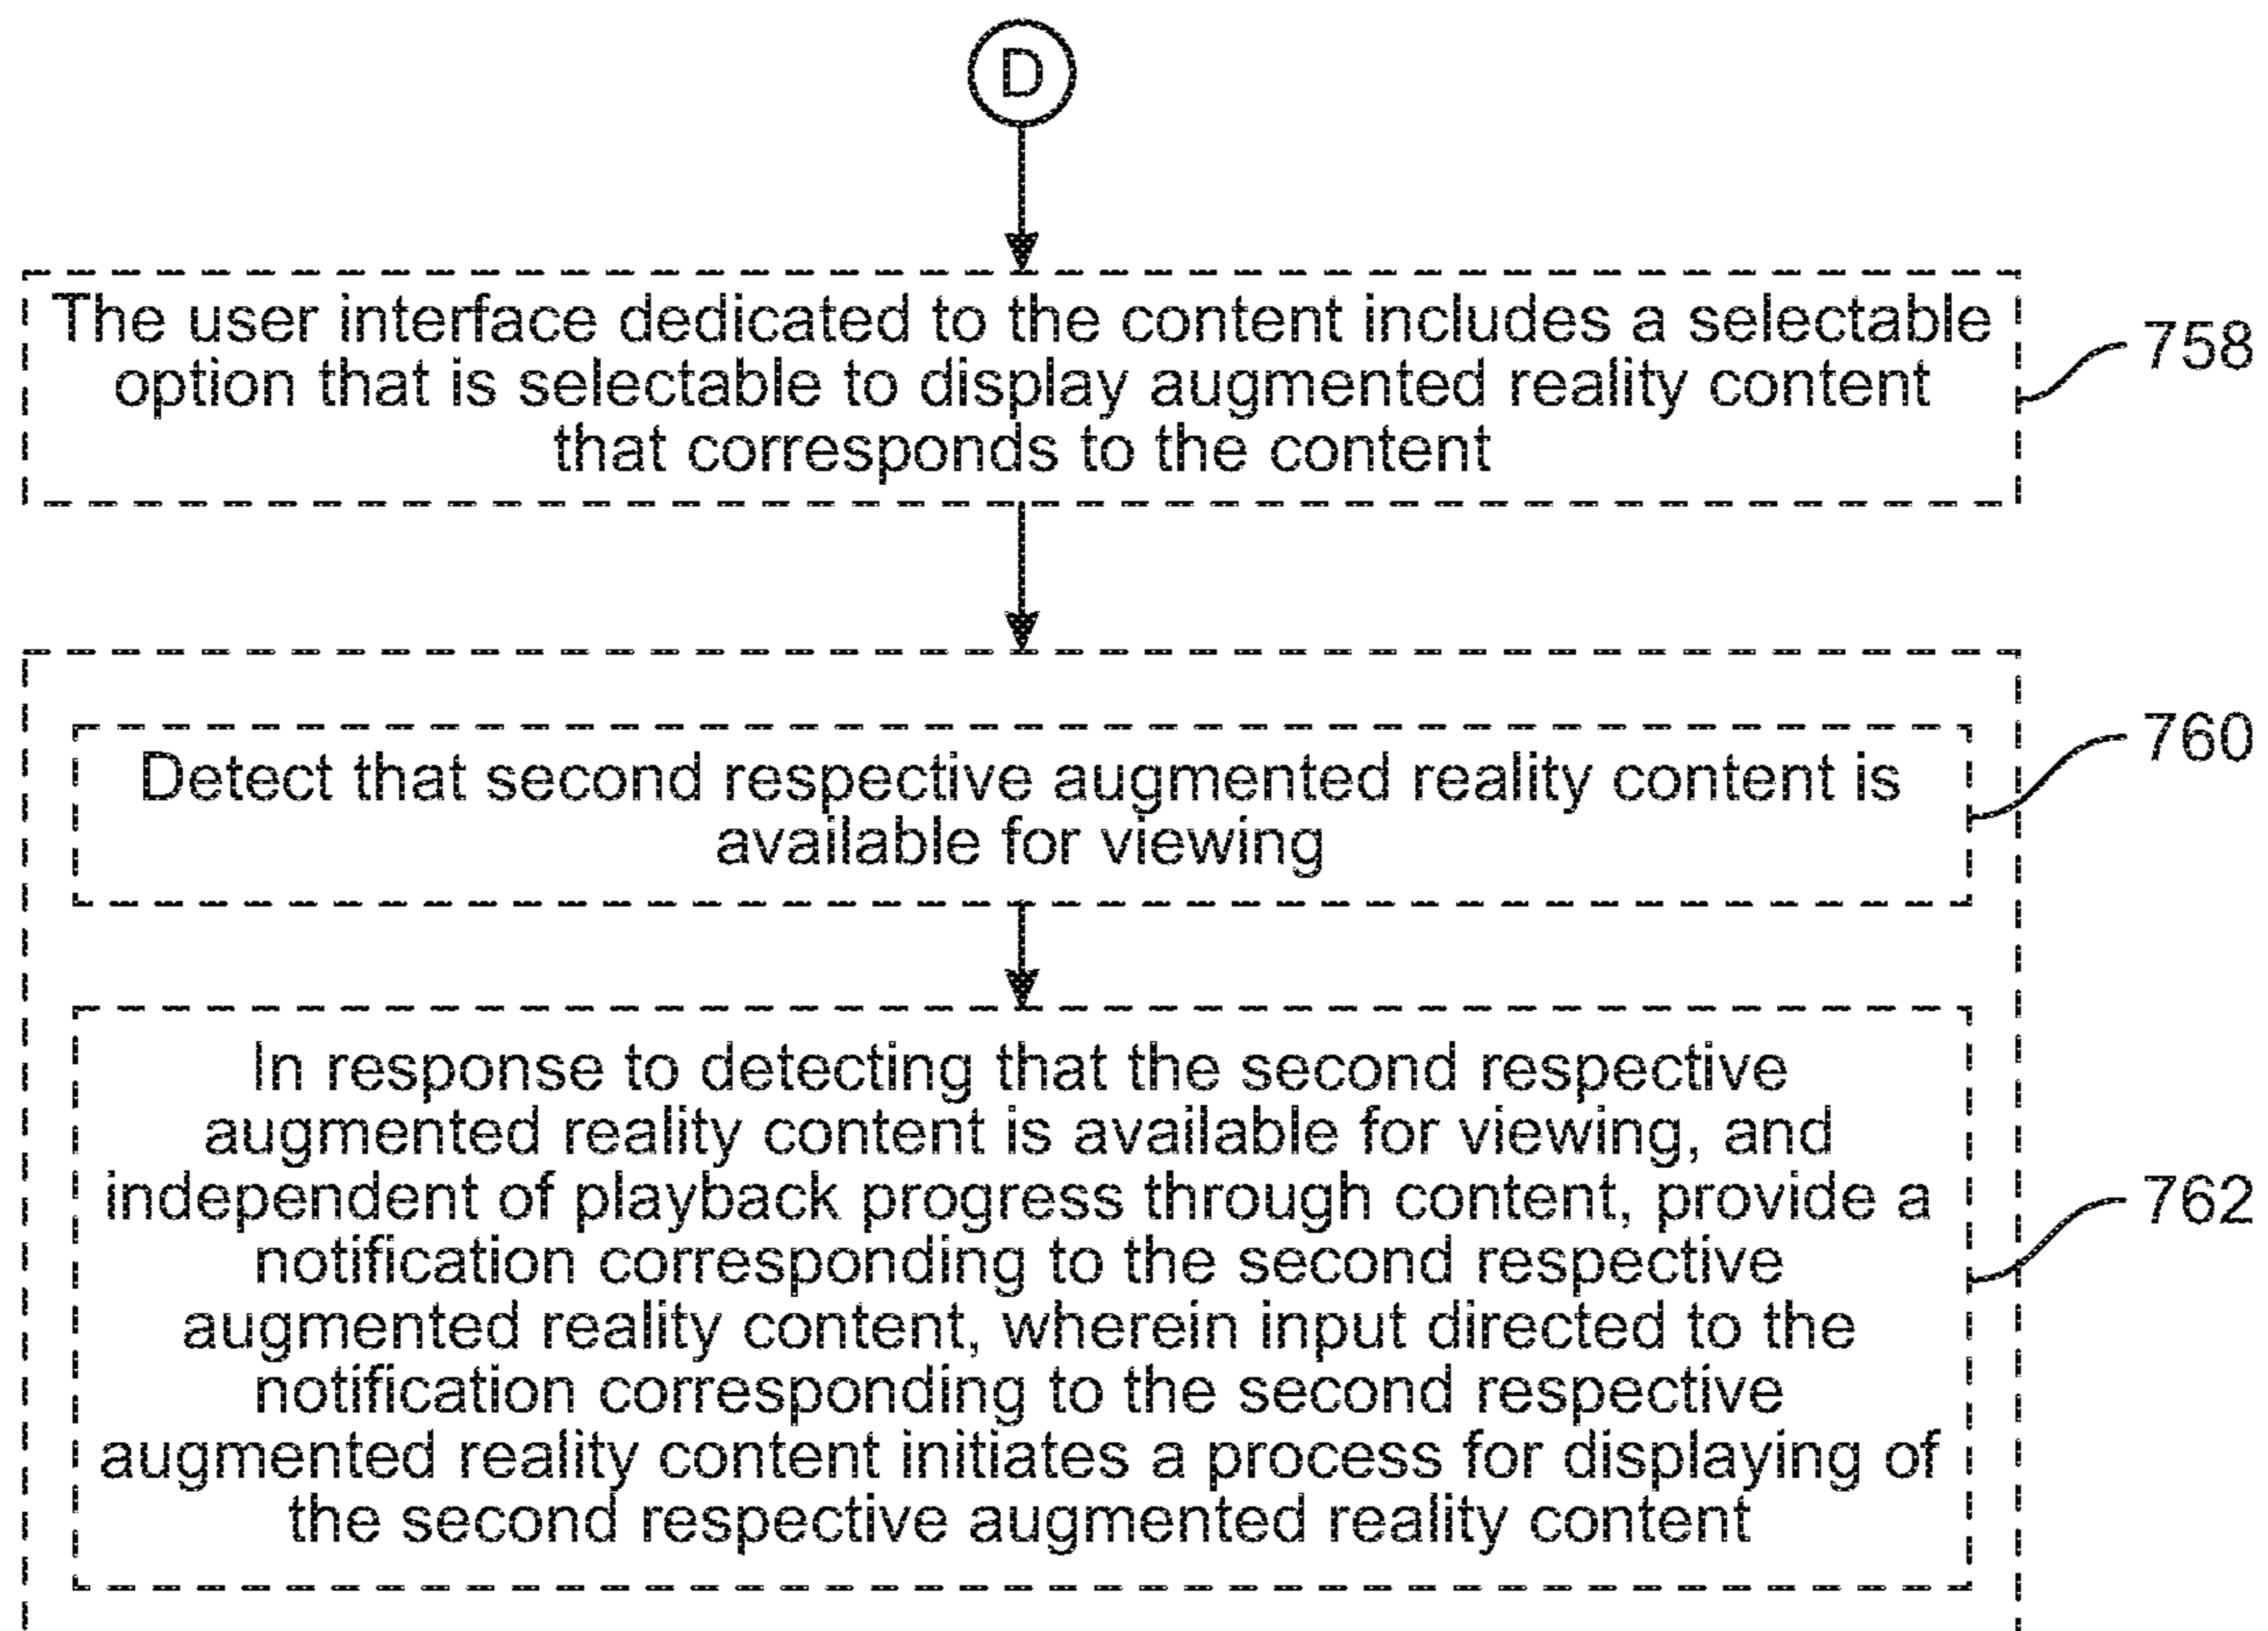 D
The user interface dedicated to the content includes a selectable
option that is selectable to display augmented reality content
that corresponds to the content
758
Detect that second respective augmented reality content is
available for viewing
760
In response to detecting that the second respective
augmented reality content is available for viewing, and
independent of playback progress through content, provide a
notification corresponding to the second respective
augmented reality content, wherein input directed to the
notification corresponding to the second respective
augmented reality content initiates a process for displaying of
the second respective augmented reality content
762